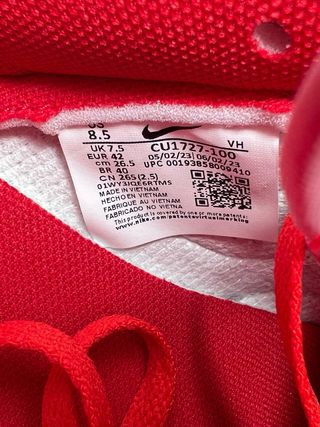 US
8.5
UK 7.5
EUR 42
cm 26.5
BR 40
CN 265(2.5)
VH
CU1727-100
05/02/23 | 06/02/23
UPC 00193858009410
01WY3IQE6RTMS
MADE IN VIETNAM
HECHO EN VIETNAM
FABRIQUÉ AU VIETNAM
FABRICADO NO VIETNA
This product is covered by one or more
www.nike.com/patentsvirtualmarking